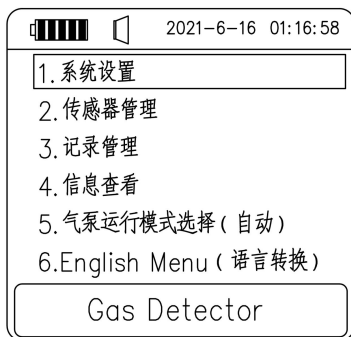 2021-6-16 01:16:58
1.系统设置
2.传感器管理
3.记录管理
4.信息查看
5.气泵运行模式选择(自动)
6.English Menu(语言转换)
Gas Detector